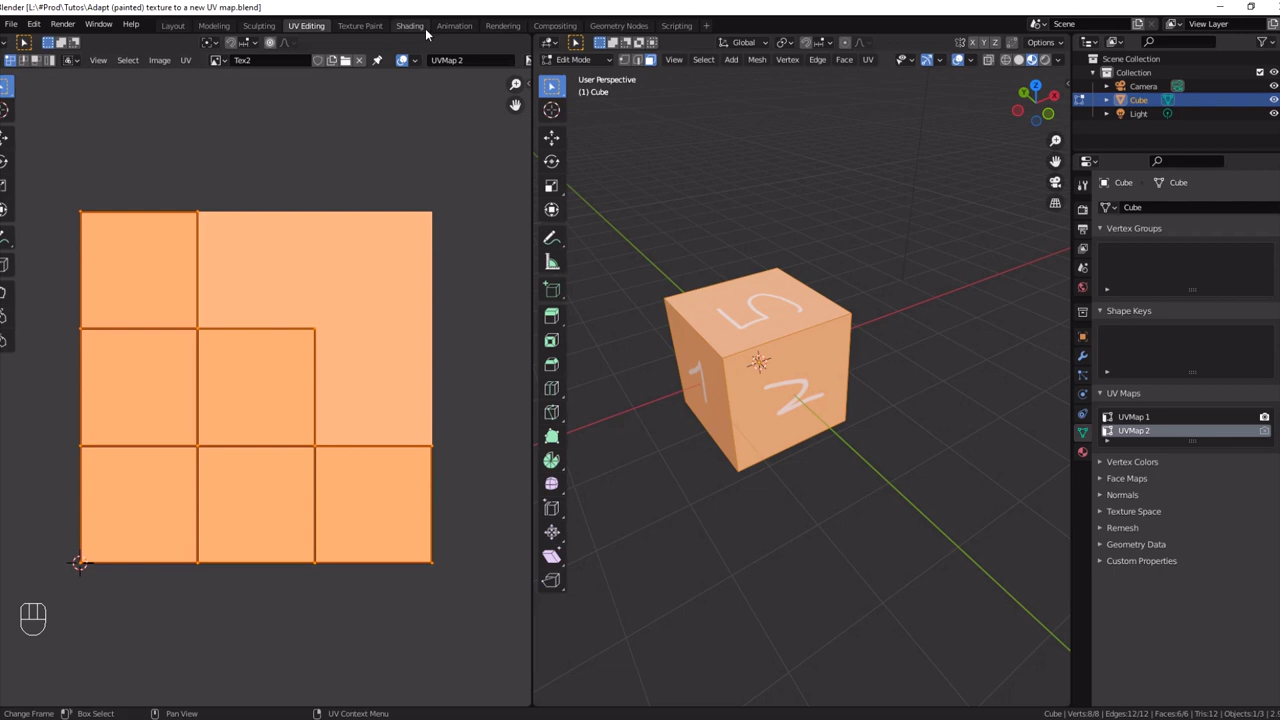 Blender [L:\#Prod\Tutos\Adapt (painted) texture to a new UV map.blend]
File Edit Render Window Help Layout Modeling Sculpting UV Editing Texture Paint Shading Animation Rendering Compositing Geometry Nodes Scripting Scene View Layer
Global Options
View Select Image UV Tex2 UVMap 2 Edit Mode View Select Add Mesh Vertex Edge Face UV
User Perspective
(1) Cube
Scene Collection
Collection
Camera
Cube
Light
Cube Cube
Cube
Vertex Groups
Shape Keys
UV Maps
UVMap 1
UVMap 2
Vertex Colors
Face Maps
Normals
Texture Space
Remesh
Geometry Data
Custom Properties
X Y Z
5
1
2
Change Frame Box Select Pan View UV Context Menu Cube | Verts:8/8 | Edges:12/12 | Faces:6/6 | Tris:12 | Objects:1/3 | 2.